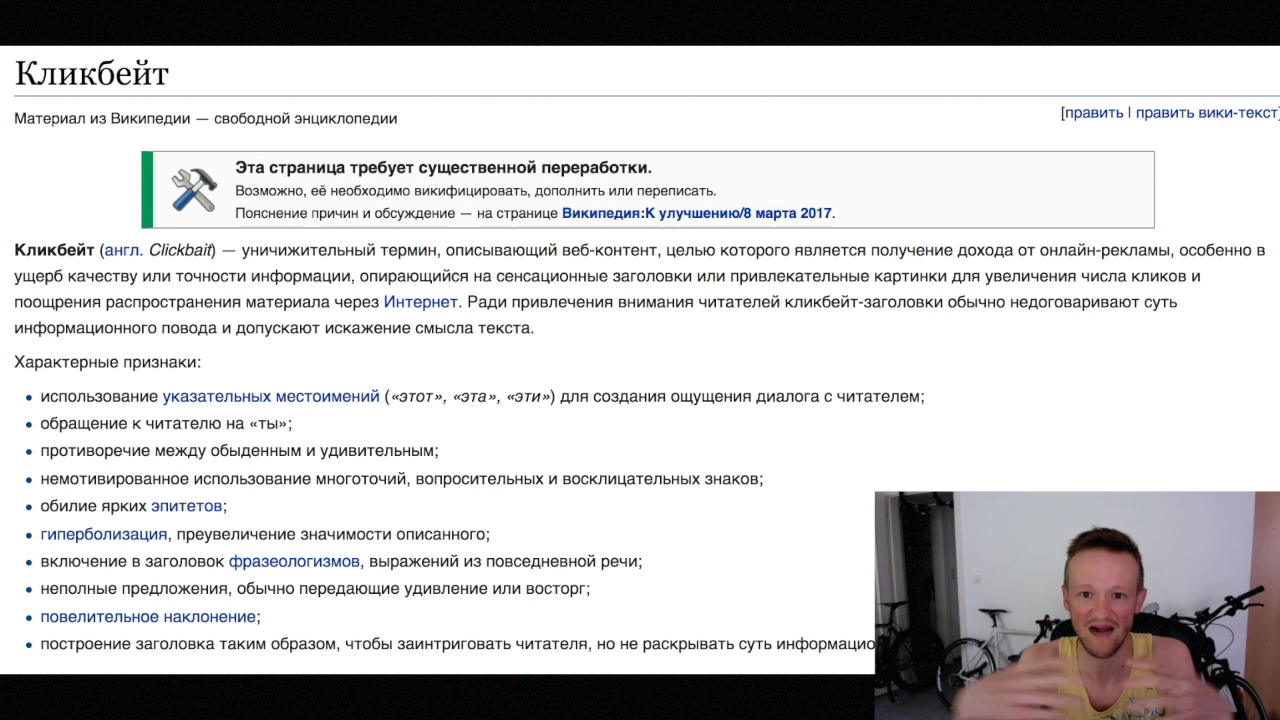 Кликбейт
Материал из Википедии — свободной энциклопедии
[править | править вики-текст]
Эта страница требует существенной переработки.
Возможно, её необходимо викифицировать, дополнить или переписать.
Пояснение причин и обсуждение — на странице Википедия:К улучшению/8 марта 2017.
Кликбейт (англ. Clickbait) — уничижительный термин, описывающий веб-контент, целью которого является получение дохода от онлайн-рекламы, особенно в
ущерб качеству или точности информации, опирающийся на сенсационные заголовки или привлекательные картинки для увеличения числа кликов и
поощрения распространения материала через Интернет. Ради привлечения внимания читателей кликбейт-заголовки обычно недоговаривают суть
информационного повода и допускают искажение смысла текста.
Характерные признаки:
• использование указательных местоимений («этот», «эта», «эти») для создания ощущения диалога с читателем;
• обращение к читателю на «ты»;
• противоречие между обыденным и удивительным;
• немотивированное использование многоточий, вопросительных и восклицательных знаков;
• обилие ярких эпитетов;
• гиперболизация, преувеличение значимости описанного;
• включение в заголовок фразеологизмов, выражений из повседневной речи;
• неполные предложения, обычно передающие удивление или восторг;
• повелительное наклонение;
• построение заголовка таким образом, чтобы заинтриговать читателя, но не раскрывать суть информацио